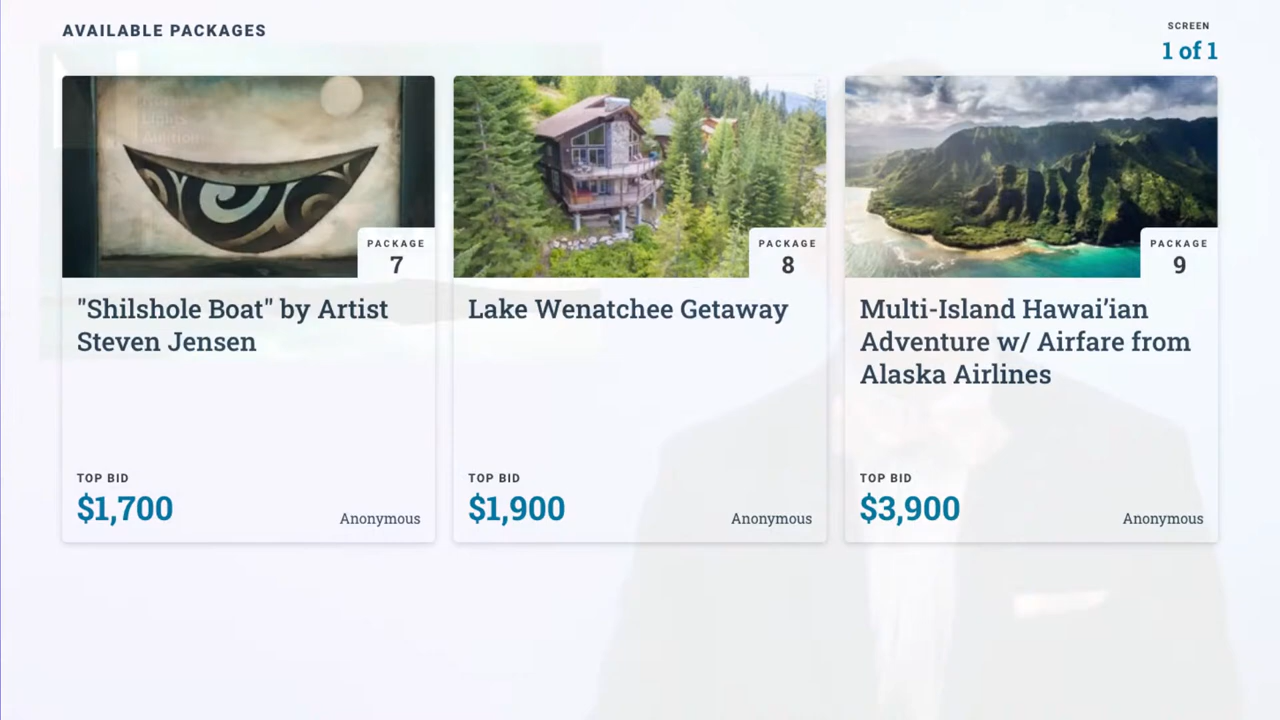 AVAILABLE PACKAGES
SCREEN
1 of 1
Lights
Auction
PACKAGE
7
PACKAGE
8
PACKAGE
9
"Shilshole Boat" by Artist
Steven Jensen
Lake Wenatchee Getaway
Multi-Island Hawai’ian
Adventure w/ Airfare from
Alaska Airlines
TOP BID
$1,700
Anonymous
TOP BID
$1,900
Anonymous
TOP BID
$3,900
Anonymous